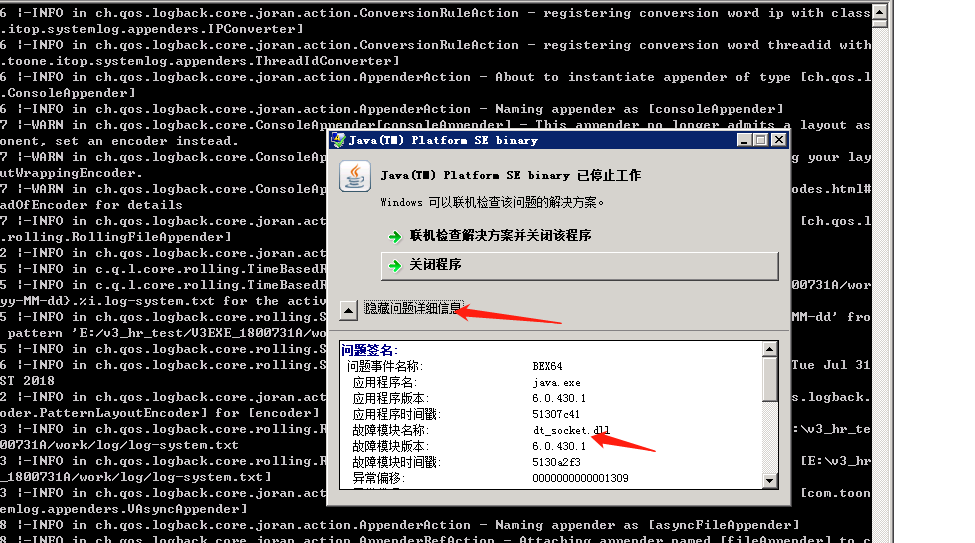 6 |-INFO in ch.qos.logback.core.joran.action.ConversionRuleAction - registering conversion word ip with class
.itop.systemlog.appenders.IPConverter]
6 |-INFO in ch.qos.logback.core.joran.action.ConversionRuleAction - registering conversion word threadid with
.toone.itop.systemlog.appenders.ThreadIdConverter]
6 |-INFO in ch.qos.logback.core.joran.action.AppenderAction - About to instantiate appender of type [ch.qos.l
.ConsoleAppender]
6 |-INFO in ch.qos.logback.core.joran.action.AppenderAction - Naming appender as [consoleAppender]
7 |-WARN in ch.qos.logback.core.ConsoleAppender[consoleAppender] - This appender no longer admits a layout as
onent, set an encoder instead.
7 |-WARN in ch.qos.logback.core.ConsoleAp
g your lay
utWrappingEncoder.
7 |-WARN in ch.qos.logback.core.ConsoleAp
odes.html#
adOfEncoder for details
7 |-INFO in ch.qos.logback.core.joran.act
[ch.qos.l
.rolling.RollingFileAppender]
2 |-INFO in ch.qos.logback.core.joran.act
5 |-INFO in c.q.l.core.rolling.TimeBasedR
5 |-INFO in c.q.l.core.rolling.TimeBasedR
00731A/wor
yy-MM-dd}.%i.log-system.txt for the activ
5 |-INFO in ch.qos.logback.core.rolling.S
MM-dd' fro
pattern 'E:/v3_hr_test/V3EXE_1800731A/wo
5 |-INFO in ch.qos.logback.core.rolling.S
6 |-INFO in ch.qos.logback.core.rolling.S
Tue Jul 31
ST 2018
2 |-INFO in ch.qos.logback.core.joran.act
h.qos.logb
oder.PatternLayoutEncoder] for [encoder]
3 |-INFO in ch.qos.logback.core.rolling.R
:\v3_hr_te
00731A/work/log/log-system.txt
3 |-INFO in ch.qos.logback.core.rolling.R
[E:\v3_hr
_1800731A/work/log/log-system.txt]
3 |-INFO in ch.qos.logback.core.joran.act
[com.toon
emlog.appenders.VAsyncAppender]
8 |-INFO in ch.qos.logback.core.joran.action.AppenderAction - Naming appender as [asyncFileAppender]
8 |-INFO in ch.qos.logback.core.joran.action.AppenderRefAction - Attaching appender named [fileAppender] to c
Java(TM) Platform SE binary
Java(TM) Platform SE binary 已停止工作
Windows 可以联机检查该问题的解决方案。
联机检查解决方案并关闭该程序
关闭程序
隐藏问题详细信息
问题签名:
问题事件名称: BEX64
应用程序名: java.exe
应用程序版本: 6.0.430.1
应用程序时间戳: 51307c41
故障模块名称: dt_socket.dll
故障模块版本: 6.0.430.1
故障模块时间戳: 5130a2f3
异常偏移: 0000000000001309